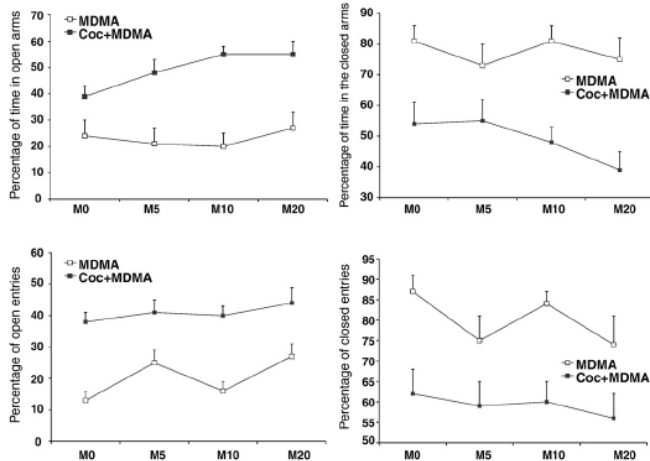 Percentage of time in open arms
70
60
50
40
30
20
10
0
MDMA
Coc+MDMA
M0 M5 M10 M20
Percentage of time in the closed arms
90
80
70
60
50
40
30
MDMA
Coc+MDMA
M0 M5 M10 M20
Percentage of open entries
60
50
40
30
20
10
0
MDMA
Coc+MDMA
M0 M5 M10 M20
Percentage of closed entries
95
90
85
80
75
70
65
60
55
50
MDMA
Coc+MDMA
M0 M5 M10 M20